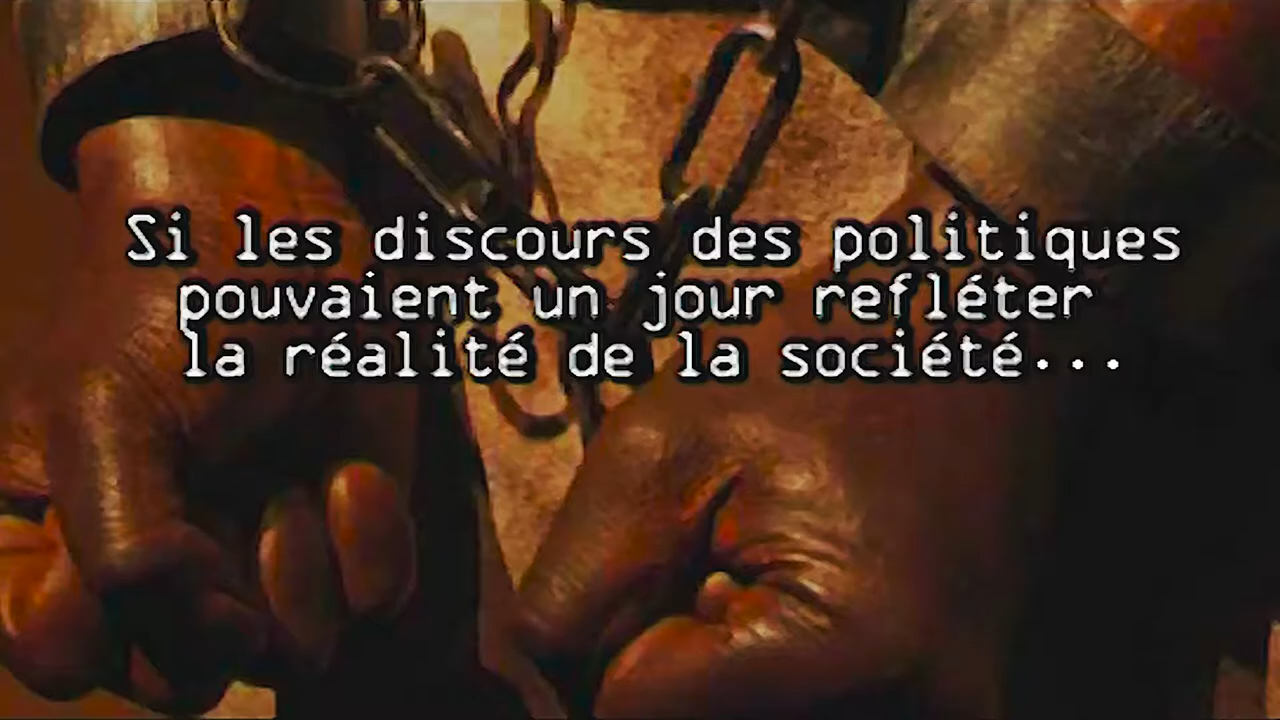 Si les discours des politiques
pouvaient un jour refléter
la réalité de la société...